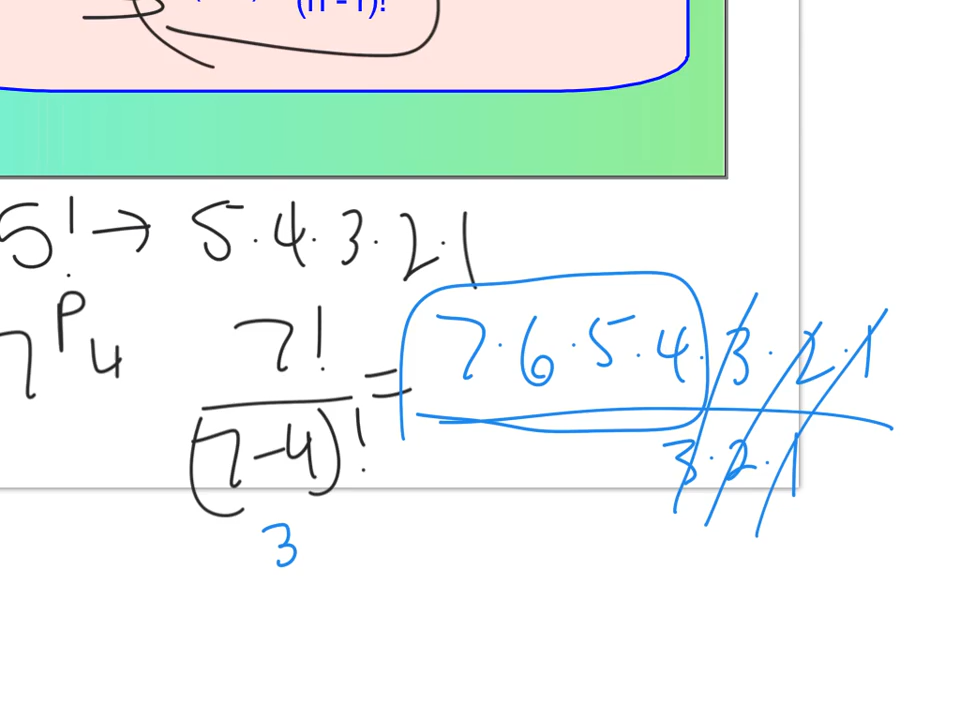 (n - r)!
5! → 5·4·3·2·1
7P4 7!/(7-4)! = 7·6·5·4·3·2·1/3·2·1
3